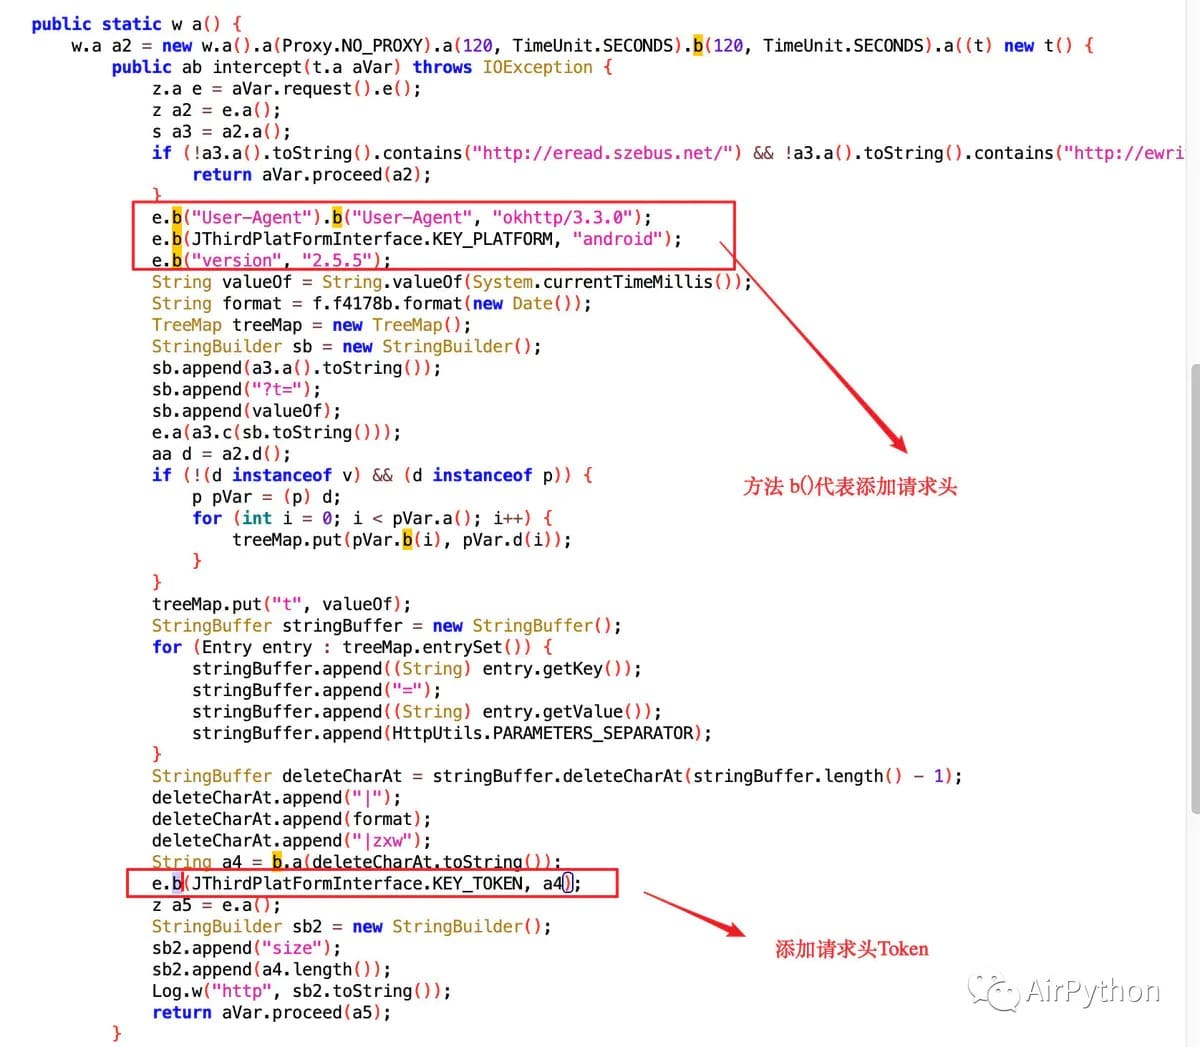 public static w a() {
w.a a2 = new w.a().a(Proxy.NO_PROXY).a(120, TimeUnit.SECONDS).b(120, TimeUnit.SECONDS).a((t) new t() {
public ab intercept(t.a aVar) throws IOException {
z.a e = aVar.request().e();
z a2 = e.a();
s a3 = a2.a();
if (!a3.a().toString().contains("http://eread.szebus.net/") && !a3.a().toString().contains("http://ewri
return aVar.proceed(a2);
}
e.b("User-Agent").b("User-Agent", "okhttp/3.3.0");
e.b(JThirdPlatFormInterface.KEY_PLATFORM, "android");
e.b("version", "2.5.5");
String valueOf = String.valueOf(System.currentTimeMillis());
String format = f.f4178b.format(new Date());
TreeMap treeMap = new TreeMap();
StringBuilder sb = new StringBuilder();
sb.append(a3.a().toString());
sb.append("?t=");
sb.append(valueOf);
e.a(a3.c(sb.toString()));
aa d = a2.d();
if (!(d instanceof v) && (d instanceof p)) {
方法 b()代表添加请求头
p pVar = (p) d;
for (int i = 0; i < pVar.a(); i++) {
treeMap.put(pVar.b(i), pVar.d(i));
}
}
treeMap.put("t", valueOf);
StringBuffer stringBuffer = new StringBuffer();
for (Entry entry : treeMap.entrySet()) {
stringBuffer.append((String) entry.getKey());
stringBuffer.append("=");
stringBuffer.append((String) entry.getValue());
stringBuffer.append(HttpUtils.PARAMETERS_SEPARATOR);
}
StringBuffer deleteCharAt = stringBuffer.deleteCharAt(stringBuffer.length() - 1);
deleteCharAt.append("|");
deleteCharAt.append(format);
deleteCharAt.append("|zxw");
String a4 = b.a(deleteCharAt.toString());
e.b(JThirdPlatFormInterface.KEY_TOKEN, a4);
z a5 = e.a();
StringBuilder sb2 = new StringBuilder();
sb2.append("size");
添加请求头Token
sb2.append(a4.length());
Log.w("http", sb2.toString());
AirPython
return aVar.proceed(a5);
}